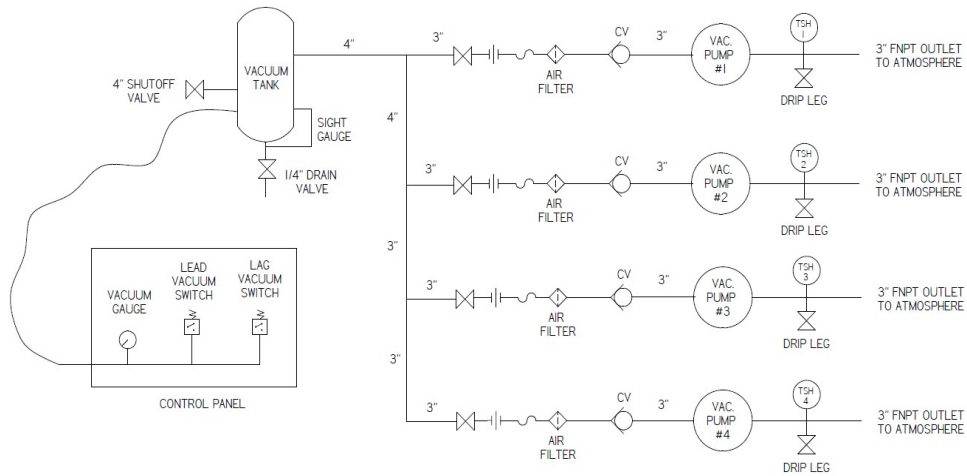 VACUUM
TANK
4" SHUTOFF
VALVE
SIGHT
GAUGE
1/4" DRAIN
VALVE
4"
4"
3"
3"
3"
AIR
FILTER
CV
3"
VAC.
PUMP
#1
TSH
1
DRIP LEG
3" FNPT OUTLET
TO ATMOSPHERE
3"
AIR
FILTER
CV
3"
VAC.
PUMP
#2
TSH
2
DRIP LEG
3" FNPT OUTLET
TO ATMOSPHERE
3"
AIR
FILTER
CV
3"
VAC.
PUMP
#3
TSH
3
DRIP LEG
3" FNPT OUTLET
TO ATMOSPHERE
3"
AIR
FILTER
CV
3"
VAC.
PUMP
#4
TSH
4
DRIP LEG
3" FNPT OUTLET
TO ATMOSPHERE
VACUUM
GAUGE
LEAD
VACUUM
SWITCH
LAG
VACUUM
SWITCH
CONTROL PANEL